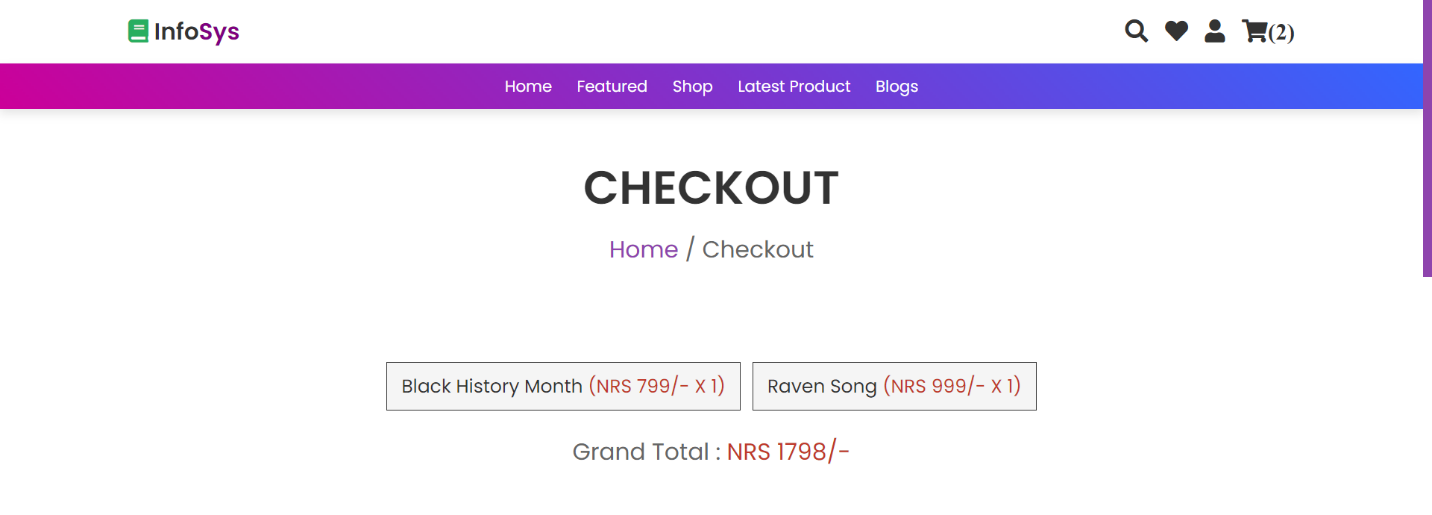 InfoSys
(2)
Home Featured Shop Latest Product Blogs
CHECKOUT
Home / Checkout
Black History Month (NRS 799/- X 1) Raven Song (NRS 999/- X 1)
Grand Total : NRS 1798/-